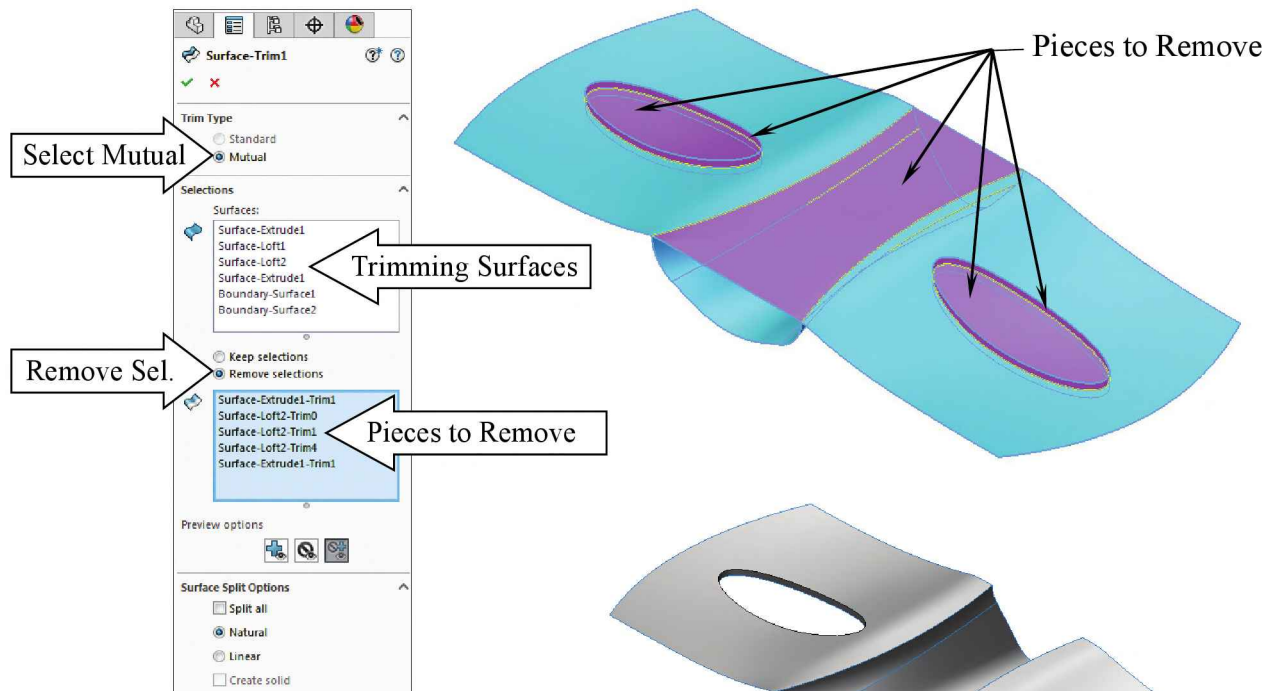 Surface-Trim1
Trim Type
Standard
Mutual
Select Mutual
Selections
Surfaces:
Surface-Extrude1
Surface-Loft1
Surface-Loft2
Surface-Extrude1
Boundary-Surface1
Boundary-Surface2
Trimming Surfaces
Keep selections
Remove selections
Remove Sel.
Surface-Extrude1-Trim1
Surface-Loft2-Trim0
Surface-Loft2-Trim1
Surface-Loft2-Trim4
Surface-Extrude1-Trim1
Pieces to Remove
Preview options
Surface Split Options
Split all
Natural
Linear
Create solid
Pieces to Remove